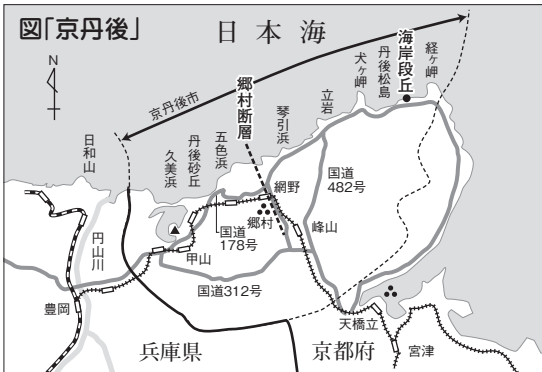 図「京丹後」
日本海
N
京丹後市
日和山
久美浜
丹後砂丘
五色浜
郷村断層
琴引浜
立岩
犬ヶ岬
丹後松島
海岸段丘
経ヶ岬
円山川
網野
郷村
国道
482号
国道
178号
峰山
甲山
国道312号
豊岡
天橋立
宮津
兵庫県
京都府